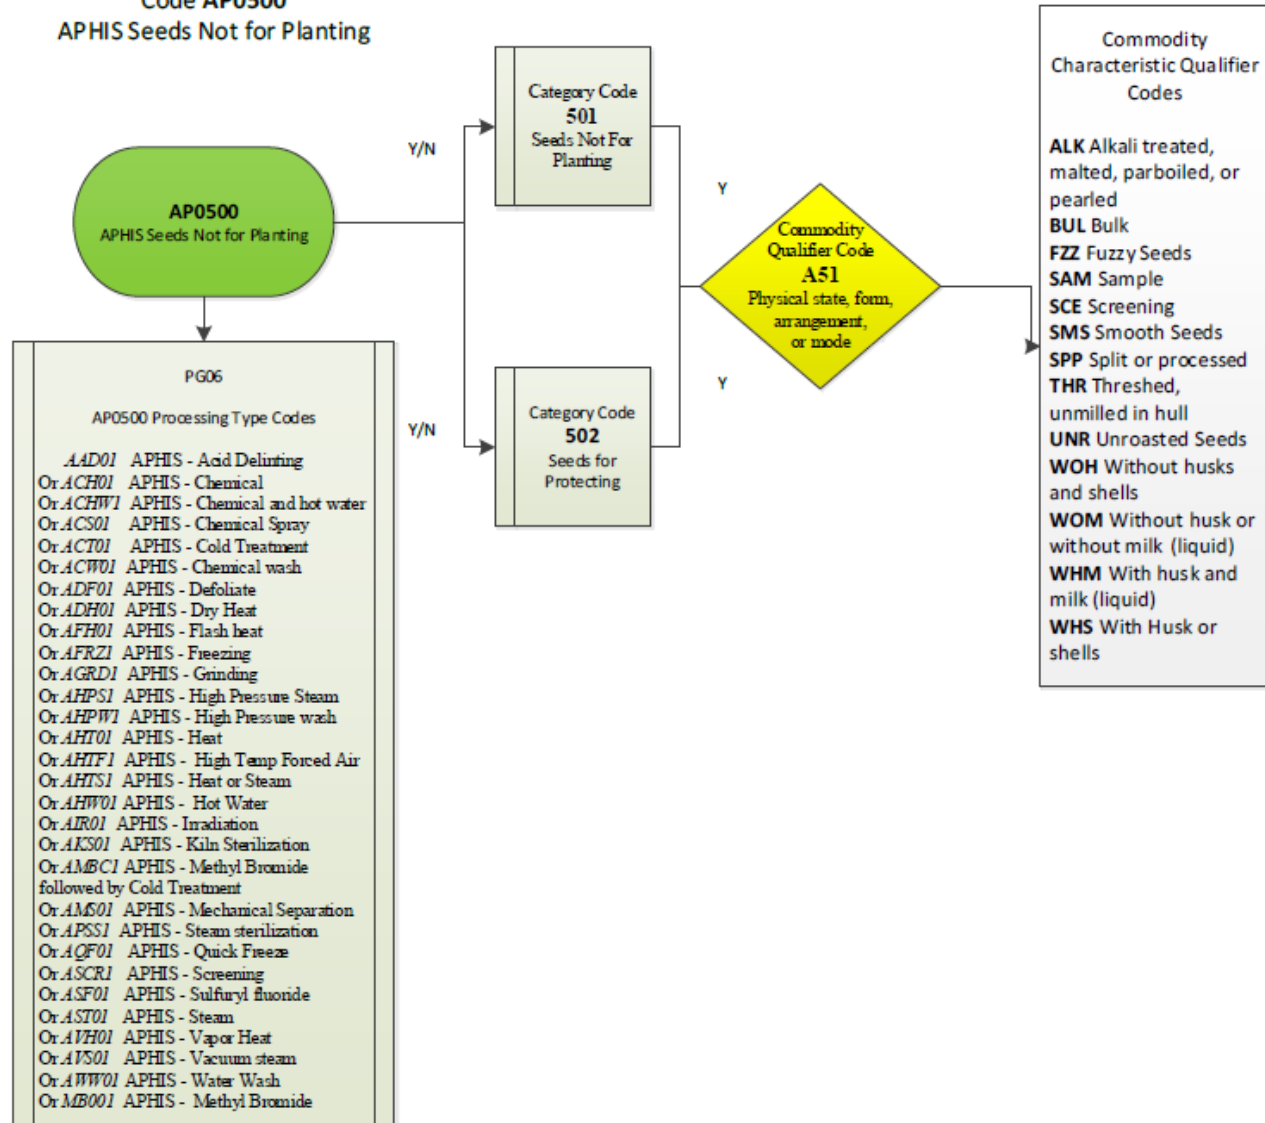 Code AP0500
APHIS Seeds Not for Planting
AP0500
APHIS Seeds Not for Planting
Y/N
Category Code
501
Seeds Not For
Planting
Y
Y/N
Category Code
502
Seeds for
Protecting
Y
Commodity
Qualifier Code
A51
Physical state, form,
arrangement,
or mode
Commodity
Characteristic Qualifier
Codes
ALK Alkali treated,
malted, parboiled, or
pearled
BUL Bulk
FZZ Fuzzy Seeds
SAM Sample
SCE Screening
SMS Smooth Seeds
SPP Split or processed
THR Threshed,
unmilled in hull
UNR Unroasted Seeds
WOH Without husks
and shells
WOM Without husk or
without milk (liquid)
WHM With husk and
milk (liquid)
WHS With Husk or
shells
PG06
AP0500 Processing Type Codes
AAD01 APHIS - Acid Delinting
Or ACH01 APHIS - Chemical
Or ACHW1 APHIS - Chemical and hot water
Or ACS01 APHIS - Chemical Spray
Or ACT01 APHIS - Cold Treatment
Or ACW01 APHIS - Chemical wash
Or ADF01 APHIS - Defoliate
Or ADH01 APHIS - Dry Heat
Or AFH01 APHIS - Flash heat
Or AFRZ1 APHIS - Freezing
Or AGRD1 APHIS - Grinding
Or AHPS1 APHIS - High Pressure Steam
Or AHPW1 APHIS - High Pressure wash
Or AHT01 APHIS - Heat
Or AHTF1 APHIS - High Temp Forced Air
Or AHTS1 APHIS - Heat or Steam
Or AHW01 APHIS - Hot Water
Or AIR01 APHIS - Irradiation
Or AKS01 APHIS - Kiln Sterilization
Or AMBC1 APHIS - Methyl Bromide
followed by Cold Treatment
Or AMS01 APHIS - Mechanical Separation
Or APSS1 APHIS - Steam sterilization
Or AQF01 APHIS - Quick Freeze
Or ASCR1 APHIS - Screening
Or ASF01 APHIS - Sulfuryl fluoride
Or AST01 APHIS - Steam
Or AVH01 APHIS - Vapor Heat
Or AVS01 APHIS - Vacuum steam
Or AWW01 APHIS - Water Wash
Or MB001 APHIS - Methyl Bromide